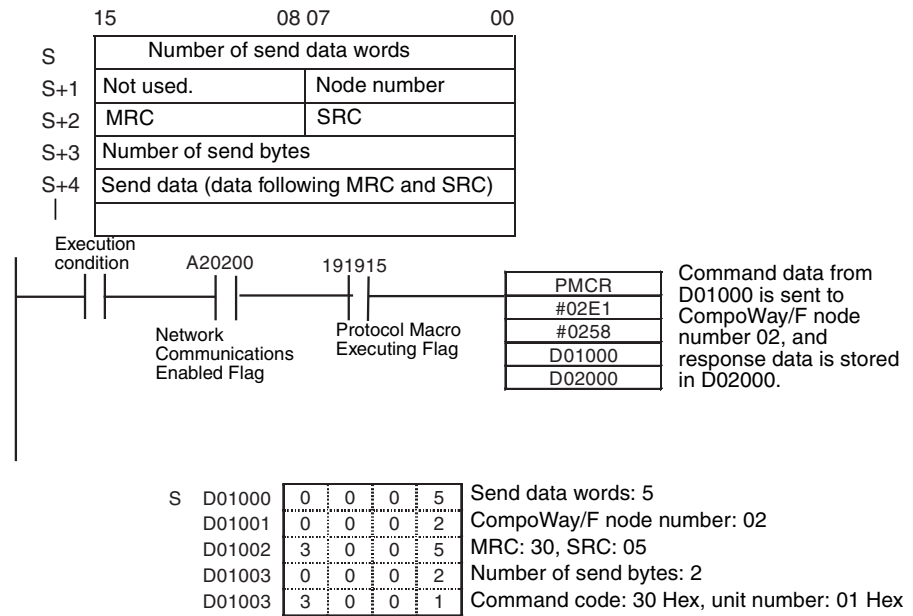 15 08 07 00
S Number of send data words
S+1 Not used. Node number
S+2 MRC SRC
S+3 Number of send bytes
S+4 Send data (data following MRC and SRC)
Execution
condition
A20200
191915
Network
Communications
Enabled Flag
Protocol Macro
Executing Flag
PMCR
#02E1
#0258
D01000
D02000
Command data from
D01000 is sent to
CompoWay/F node
number 02, and
response data is stored
in D02000.
S D01000 0 0 0 5 Send data words: 5
D01001 0 0 0 2 CompoWay/F node number: 02
D01002 3 0 0 5 MRC: 30, SRC: 05
D01003 0 0 0 2 Number of send bytes: 2
D01003 3 0 0 1 Command code: 30 Hex, unit number: 01 Hex